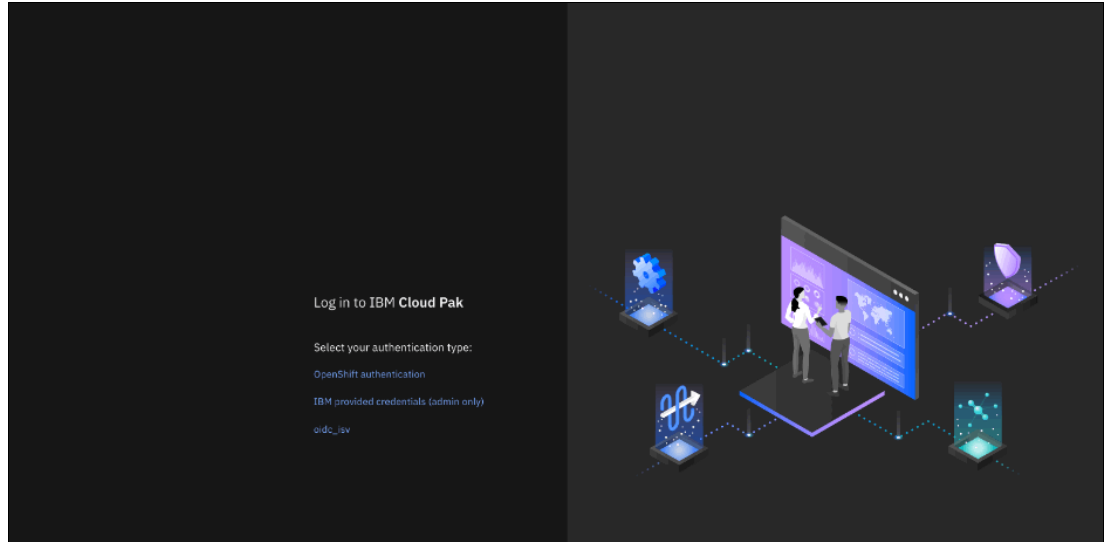 Log in to IBM Cloud Pak
Select your authentication type:
OpenShift authentication
IBM provided credentials (admin only)
oidc_isv